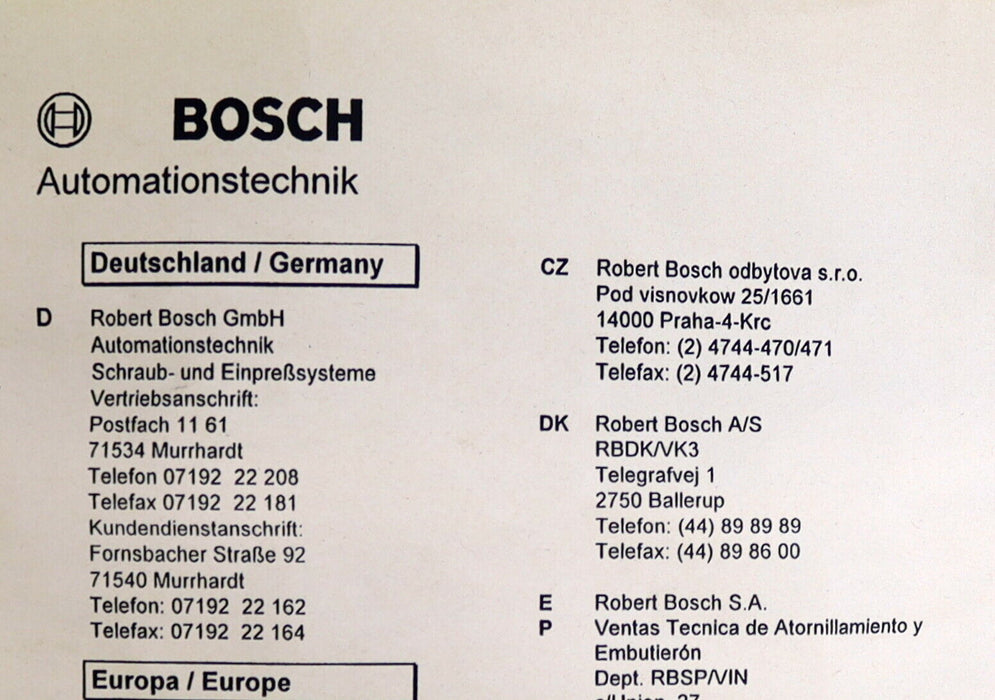 BOSCH
Automationstechnik
Deutschland / Germany
D Robert Bosch GmbH
Automationstechnik
Schraub- und Einpreßsysteme
Vertriebsanschrift:
Postfach 11 61
71534 Murrhardt
Telefon 07192 22 208
Telefax 07192 22 181
Kundendienstanschrift:
Fornsbacher Straße 92
71540 Murrhardt
Telefon: 07192 22 162
Telefax: 07192 22 164
Europa / Europe
CZ Robert Bosch odbytova s.r.o.
Pod visnovkow 25/1661
14000 Praha-4-Krc
Telefon: (2) 4744-470/471
Telefax: (2) 4744-517
DK Robert Bosch A/S
RBDK/VK3
Telegrafvej 1
2750 Ballerup
Telefon: (44) 89 89 89
Telefax: (44) 89 86 00
E Robert Bosch S.A.
P Ventas Tecnica de Atornillamiento y
Embutierón
Dept. RBSP/VIN